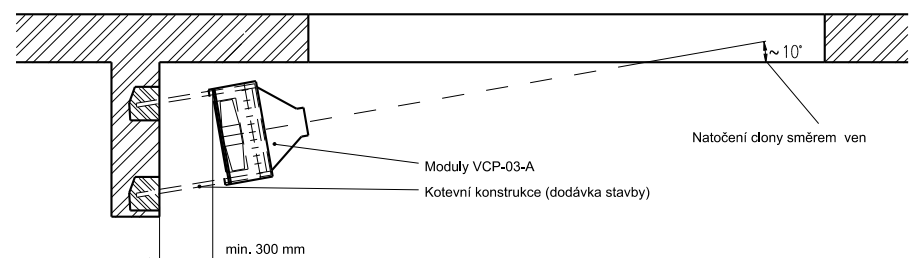 ~10°
Natočení clony směrem ven
Moduly VCP-03-A
Kotevní konstrukce (dodávka stavby)
min. 300 mm